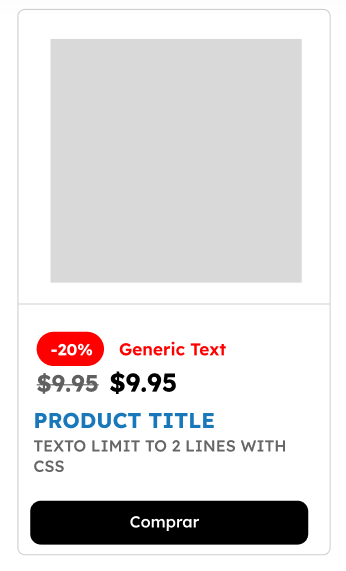 -20% Generic Text
$9.95 $9.95
PRODUCT TITLE
TEXTO LIMIT TO 2 LINES WITH
CSS
Comprar